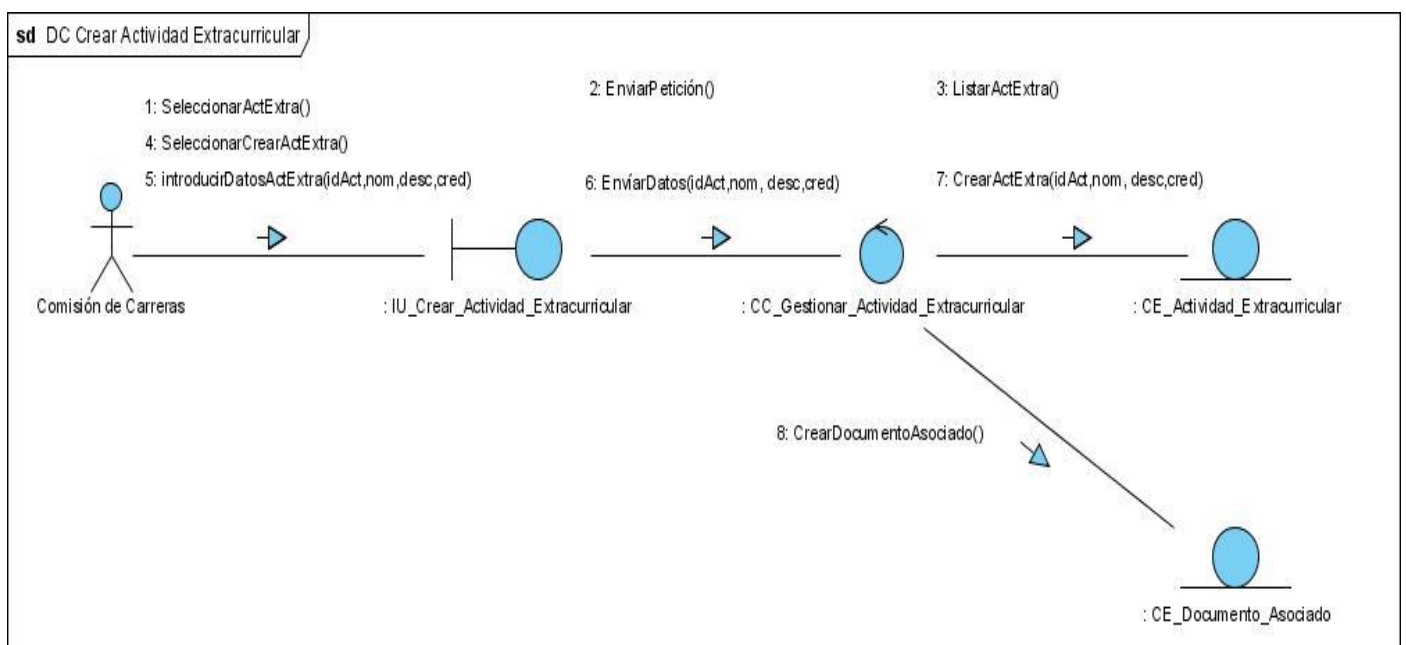 sd DC Crear Actividad Extracurricular
2: EnviarPetición()
3: ListarActExtra()
1: SeleccionarActExtra()
4: SeleccionarCrearActExtra()
5: introducirDatosActExtra(idAct,nom,desc,cred)
6: EnvíarDatos(idAct,nom, desc,cred)
7: CrearActExtra(idAct,nom, desc,cred)
Comisión de Carreras
: IU_Crear_Actividad_Extracurricular
: CC_Gestionar_Actividad_Extracurricular
: CE_Actividad_Extracurricular
8: CrearDocumentoAsociado()
: CE_Documento_Asociado